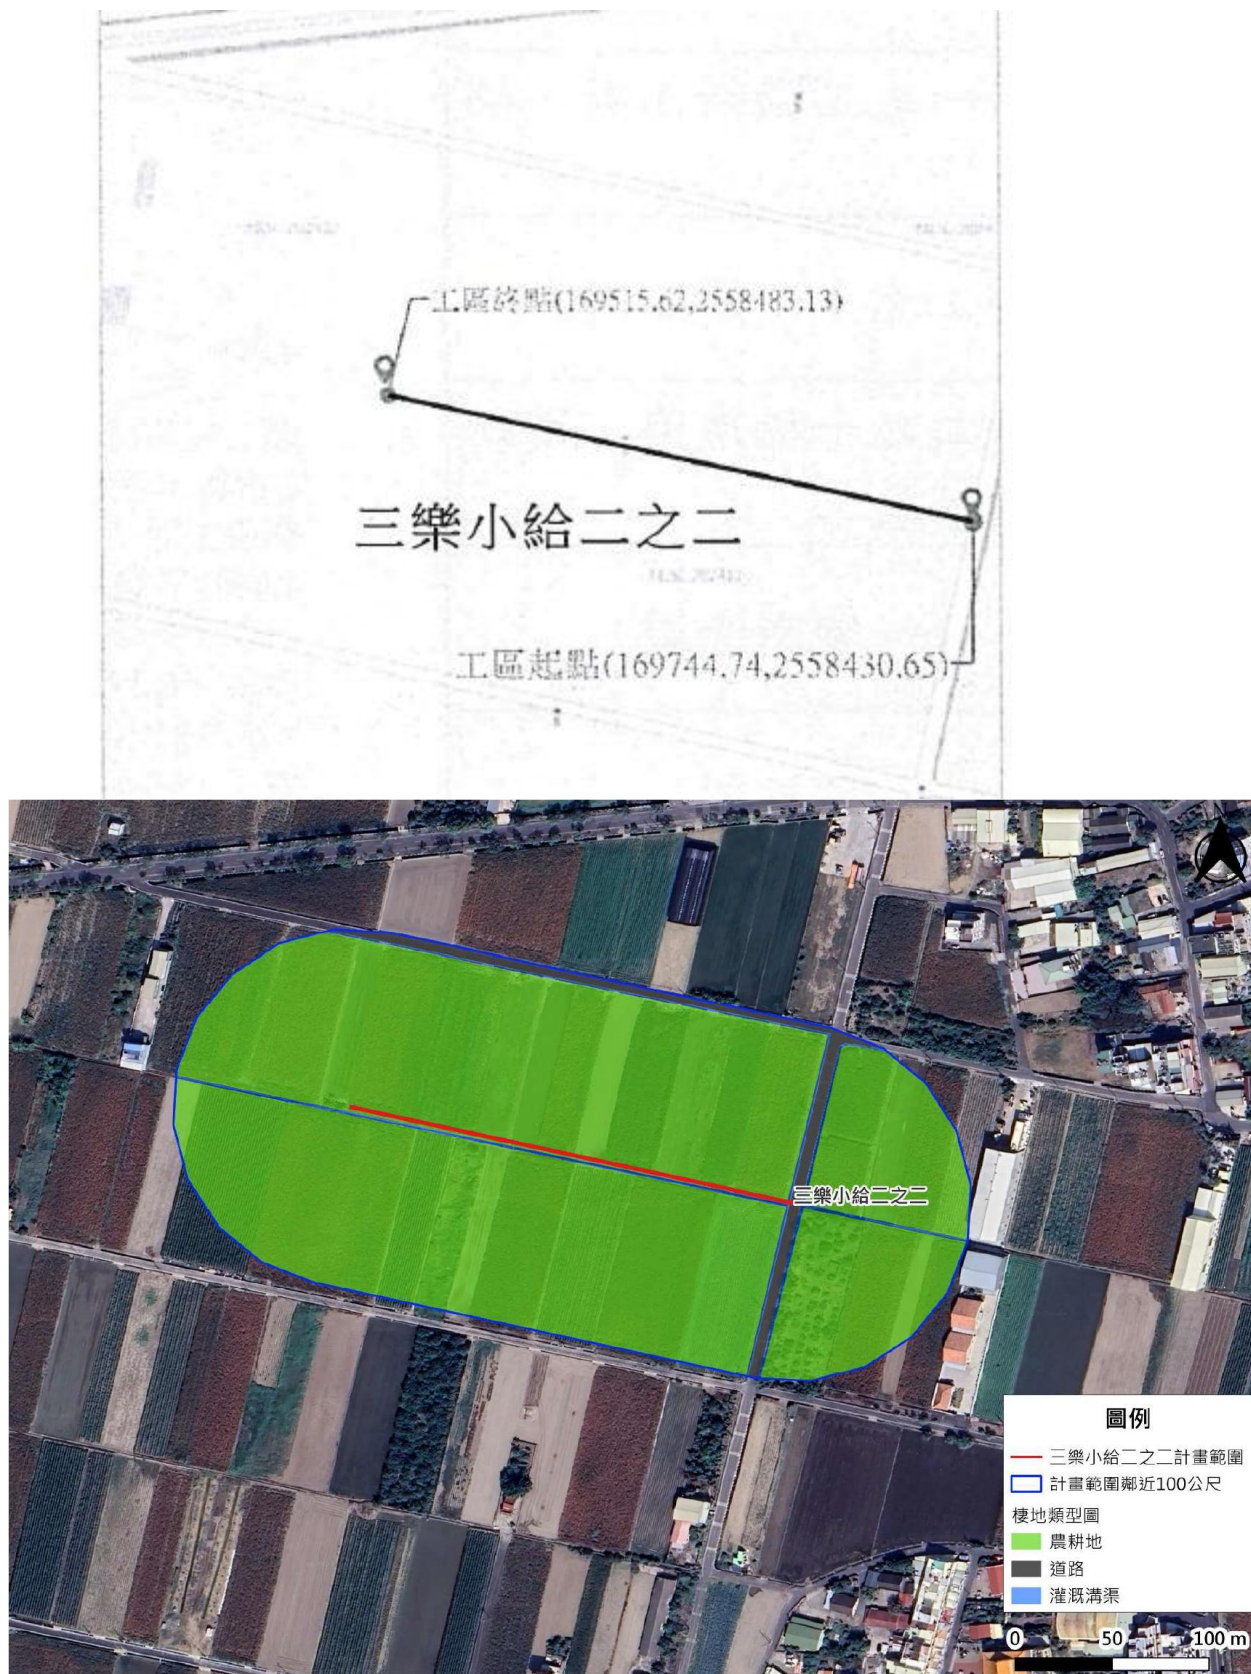 工區終點(169515.62,2558483.13)
三樂小給二之二
工區起點(169744.74,2558430.65)
三樂小給二之二
圖例
三樂小給二之二計畫範圍
計畫範圍鄰近100公尺
棲地類型圖
農耕地
道路
灌溉溝渠
0 50 100 m